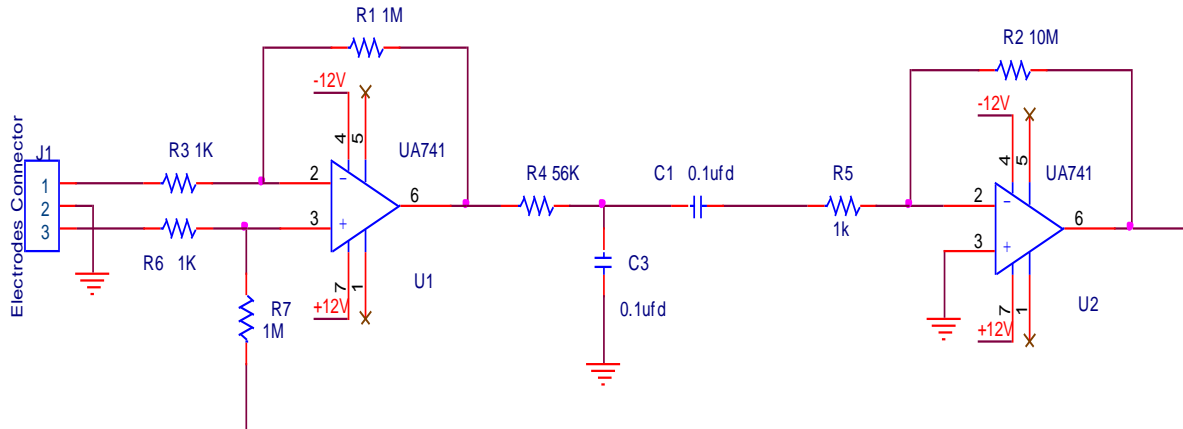 R1 1M
R2 10M
-12V
-12V
4
5
4
5
Electrodes Connector
J1
R3 1K
UA741
R4 56K
C1 0.1ufd
R5
UA741
1
2
3
2
6
2
6
3
1k
3
R6 1K
7
1
U1
C3
0.1ufd
7
1
U2
R7
1M
+12V
+12V